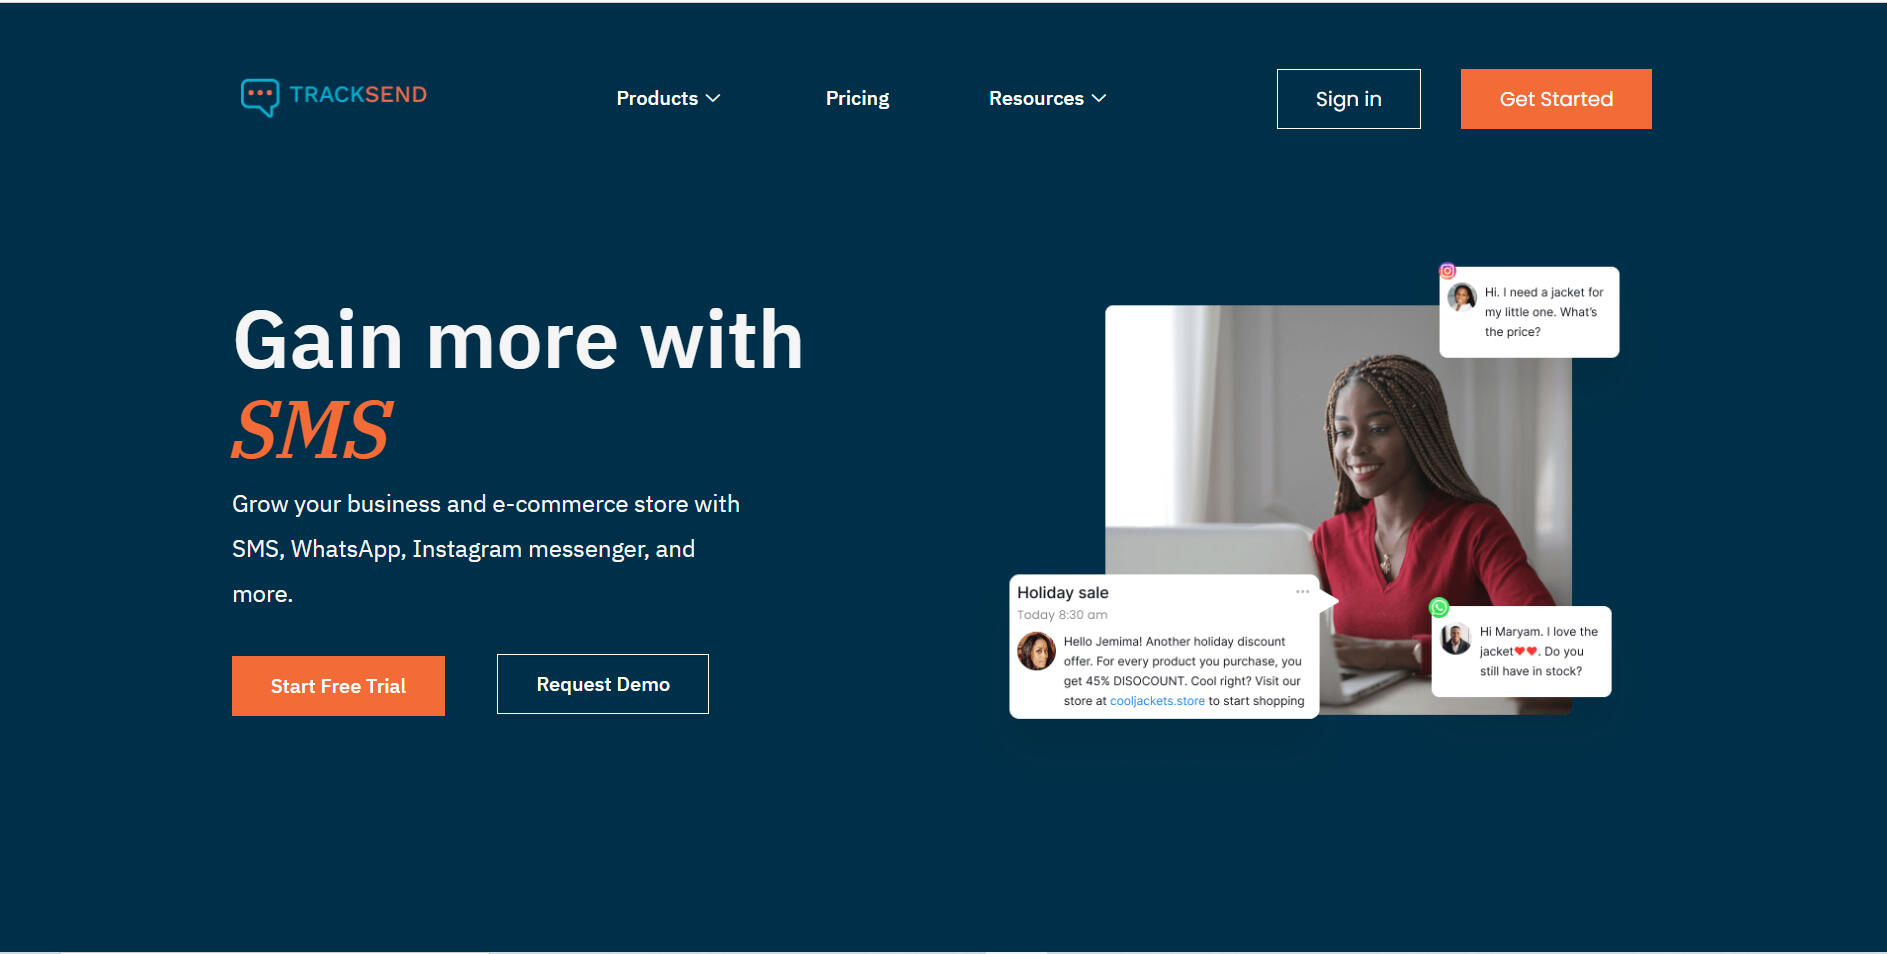 TRACKSEND
Products
Pricing
Resources
Sign in
Get Started
Gain more with
SMS
Grow your business and e-commerce store with
SMS, WhatsApp, Instagram messenger, and
more.
Start Free Trial
Request Demo
Hi. I need a jacket for
my little one. What's
the price?
Holiday sale
Today 8:30 am
Hello Jemima! Another holiday discount
offer. For every product you purchase, you
get 45% DISOCOUNT. Cool right? Visit our
store at cooljackets.store to start shopping
Hi Maryam. I love the
jacket❤❤. Do you
still have in stock?